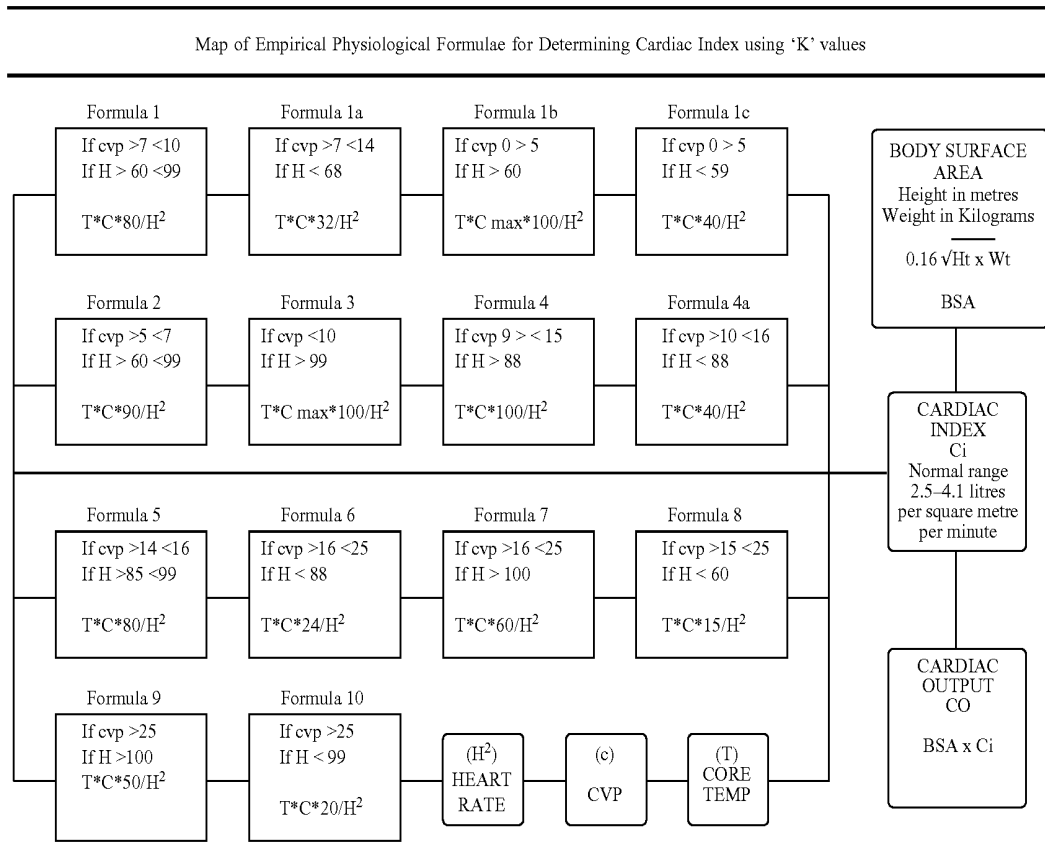 Map of Empirical Physiological Formulae for Determining Cardiac Index using ‘K’ values
Formula 1
If cvp >7 <10
If H > 60 <99
T*C*80/H²
Formula 1a
If cvp >7 <14
If H < 68
T*C*32/H²
Formula 1b
If cvp 0 > 5
If H > 60
T*C max*100/H²
Formula 1c
If cvp 0 > 5
If H < 59
T*C*40/H²
Formula 2
If cvp >5 <7
If H > 60 <99
T*C*90/H²
Formula 3
If cvp <10
If H > 99
T*C max*100/H²
Formula 4
If cvp 9 > < 15
If H > 88
T*C*100/H²
Formula 4a
If cvp >10 <16
If H < 88
T*C*40/H²
Formula 5
If cvp >14 <16
If H >85 <99
T*C*80/H²
Formula 6
If cvp >16 <25
If H < 88
T*C*24/H²
Formula 7
If cvp >16 <25
If H > 100
T*C*60/H²
Formula 8
If cvp >15 <25
If H < 60
T*C*15/H²
Formula 9
If cvp >25
If H >100
T*C*50/H²
Formula 10
If cvp >25
If H < 99
T*C*20/H²
(H²)
HEART
RATE
(c)
CVP
(T)
CORE
TEMP
BODY SURFACE
AREA
Height in metres
Weight in Kilograms
0.16 √Ht x Wt
BSA
CARDIAC
INDEX
Ci
Normal range
2.5–4.1 litres
per square metre
per minute
CARDIAC
OUTPUT
CO
BSA x Ci